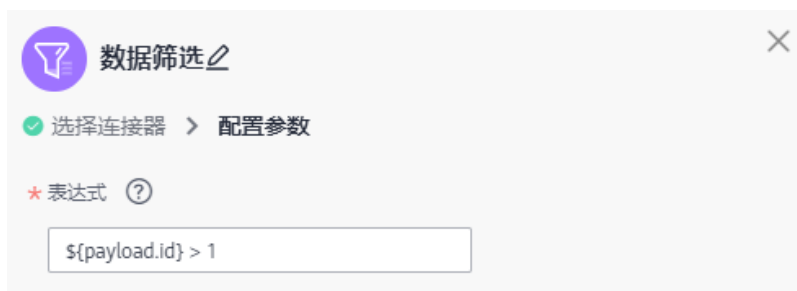 数据筛选
选择连接器 > 配置参数
* 表达式 ?
${payload.id} > 1